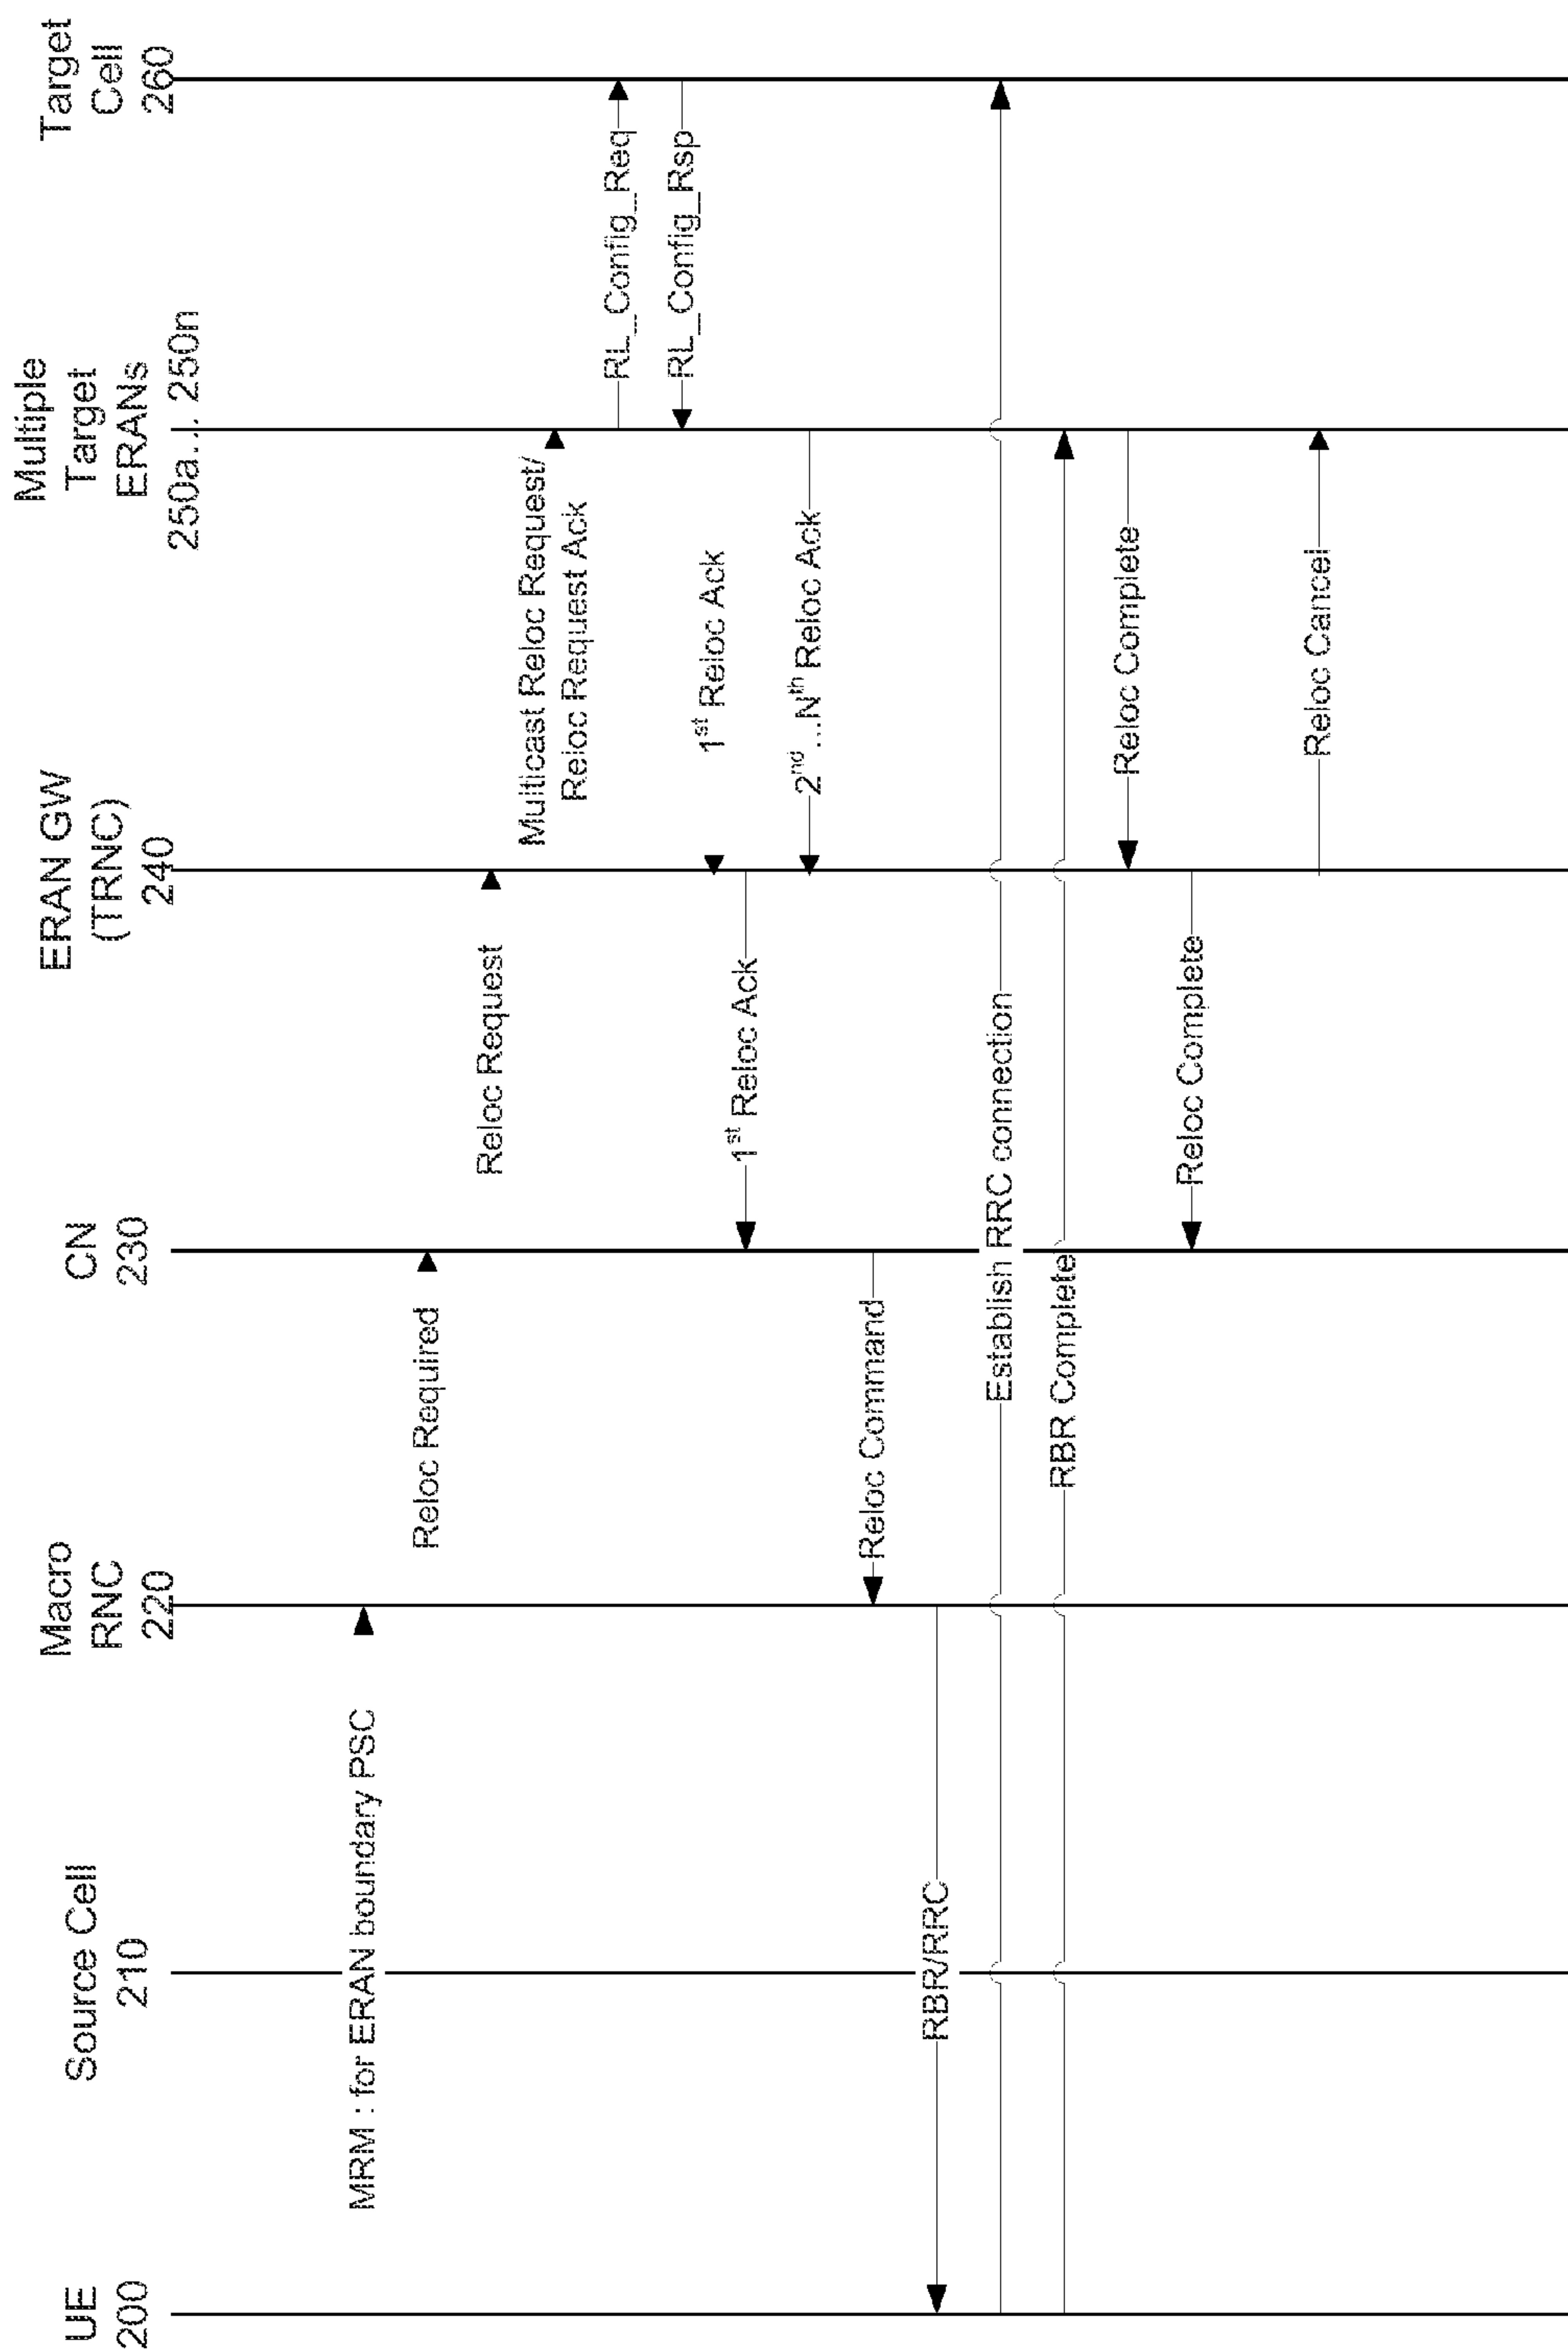 UE
200
Source Cell
210
Macro
RNC
220
CN
230
ERAN GW
(TRNC)
240
Multiple
Target
ERANs
250a... 250n
Target
Cell
260
MRM : for ERAN boundary PSC
Reloc Required
Reloc Request
Multicast Reloc Request/
Reloc Request Ack
RL_Config_Req
RL_Config_Rsp
1st Reloc Ack
1st Reloc Ack
2nd ...Nth Reloc Ack
Reloc Command
RBR/RRC
Establish RRC connection
RBR Complete
Reloc Complete
Reloc Complete
Reloc Cancel